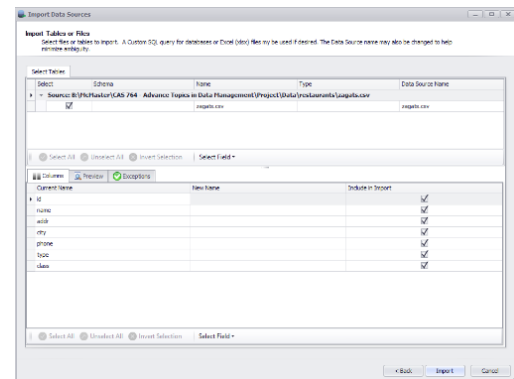 Import Data Sources
Import Tables or Files
Select files or tables to import. A Custom SQL query for databases or Excel (xlsx) files my be used if desired. The Data Source name may also be changed to help
minimize ambiguity.
Select Tables
Select Schema Name Type Data Source Name
Source: B:\McMaster\CAS 764 - Advance Topics in Data Management\Project\Data\restaurants\zagats.csv
zagats.csv zagats.csv
Select All Unselect All Invert Selection Select Field
Columns Preview Exceptions
Current Name New Name Include in Import
id
name
addr
city
phone
type
class
Select All Unselect All Invert Selection Select Field
< Back Import Cancel